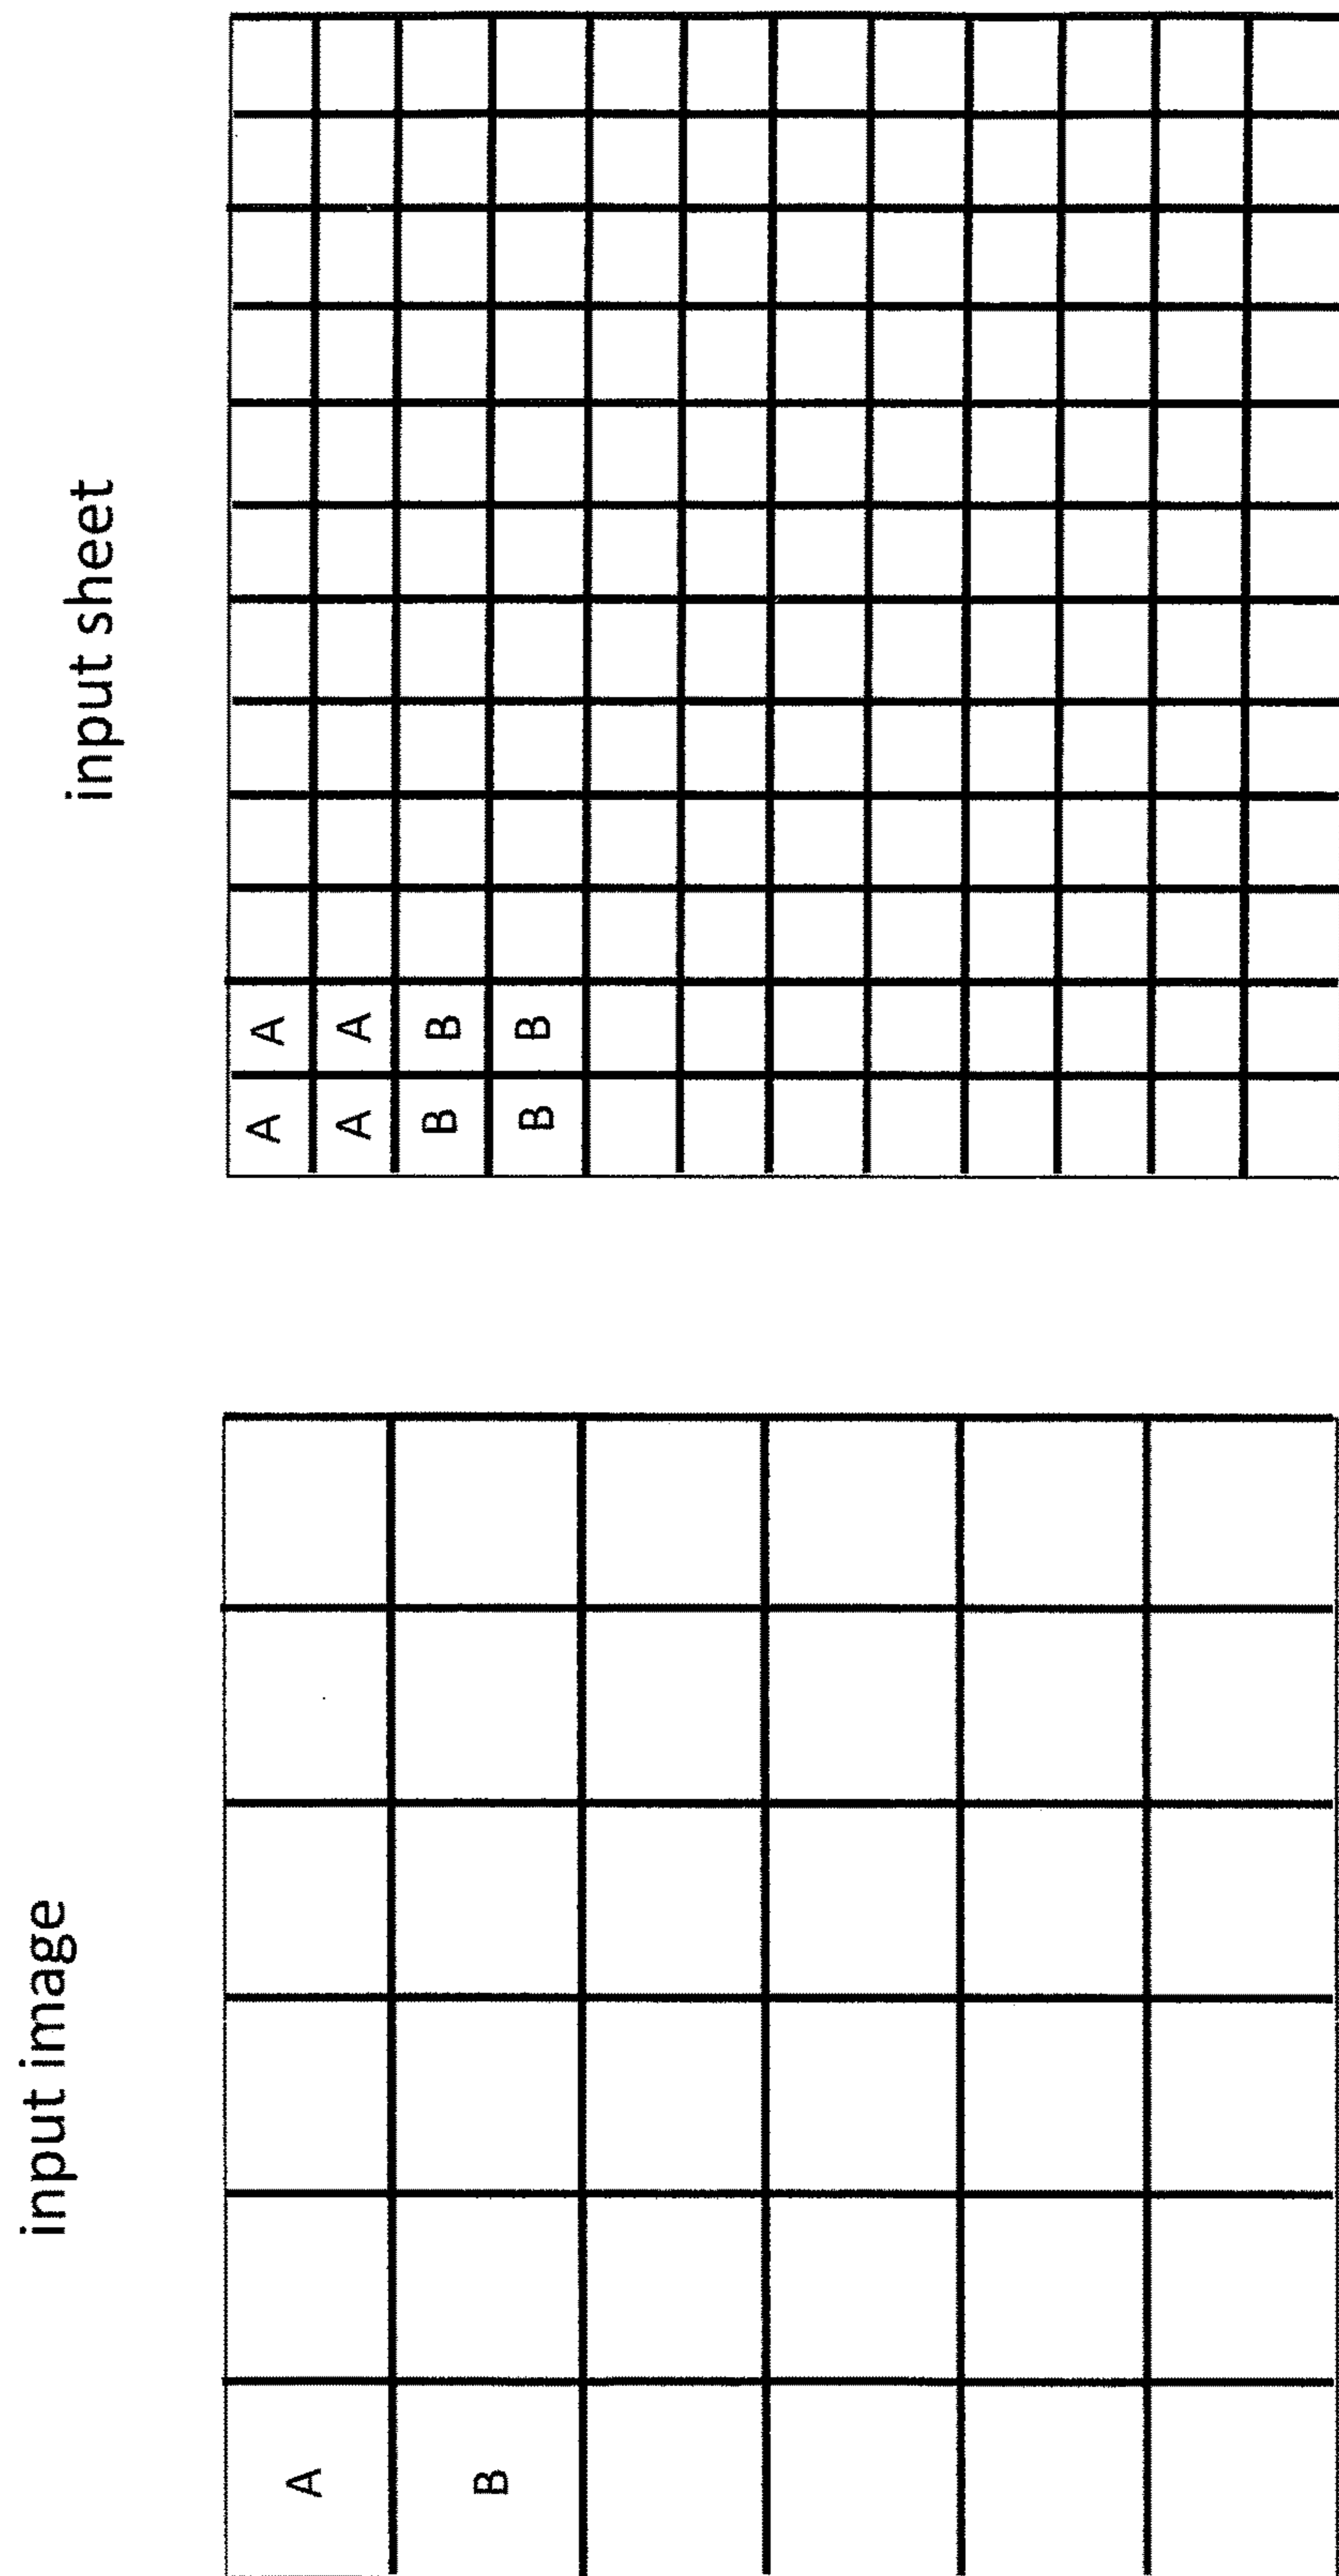 input image
A
B
input sheet
A A
A A
B B
B B